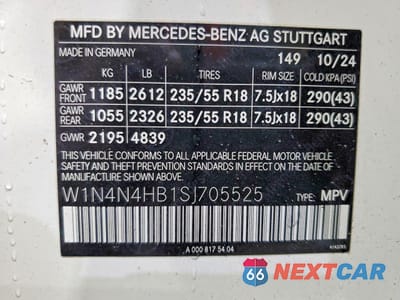 MFD BY MERCEDES-BENZ AG STUTTGART
MADE IN GERMANY 149 10/24
KG LB TIRES RIM SIZE COLD KPA(PSI)
GAWR FRONT 1185 2612 235/55 R18 7.5Jx18 290(43)
GAWR REAR 1055 2326 235/55 R18 7.5Jx18 290(43)
GVWR 2195 4839
THIS VEHICLE CONFORMS TO ALL APPLICABLE FEDERAL MOTOR VEHICLE
SAFETY AND THEFT PREVENTION STANDARDS IN EFFECT ON THE DATE OF
MANUFACTURE SHOWN ABOVE.
W1N4N4HB1SJ705525 TYPE: MPV
A 000 817 54 04
66 NEXTCAR